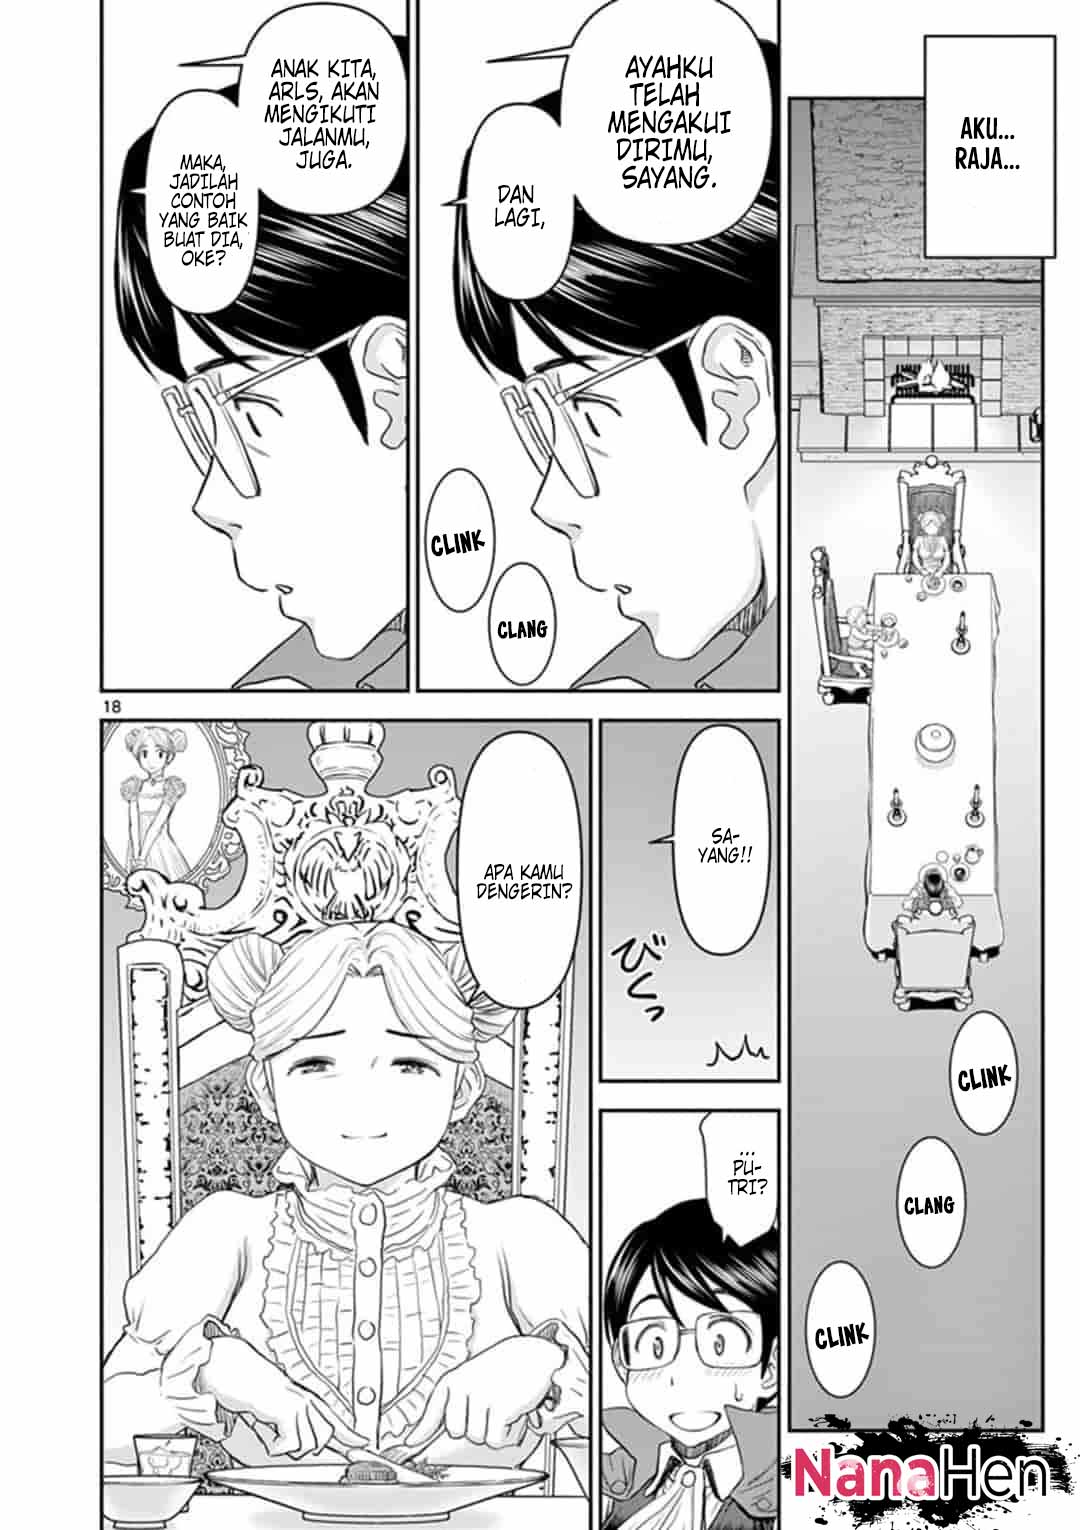 AKU...
RAJA...
CLINK
CLANG
CLINK
AYAHKU
TELAH
MENGAKUI
DIRIMU,
SAYANG.
DAN
LAGI,
CLINK
CLANG
ANAK KITA,
ARLS, AKAN
MENGIKUTI
JALANMU,
JUGA.
MAKA,
JADILAH
CONTOH
YANG BAIK
BUAT DIA,
OKE?
18
SA-
YANG!!
びくっ
...
PU-
TRI?
APA KAMU
DENGERIN?
NanaHen